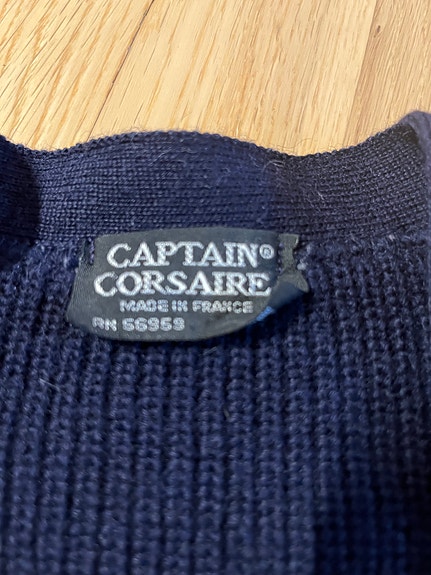 CAPTAIN®
CORSAIRE
MADE IN FRANCE
RN 56959